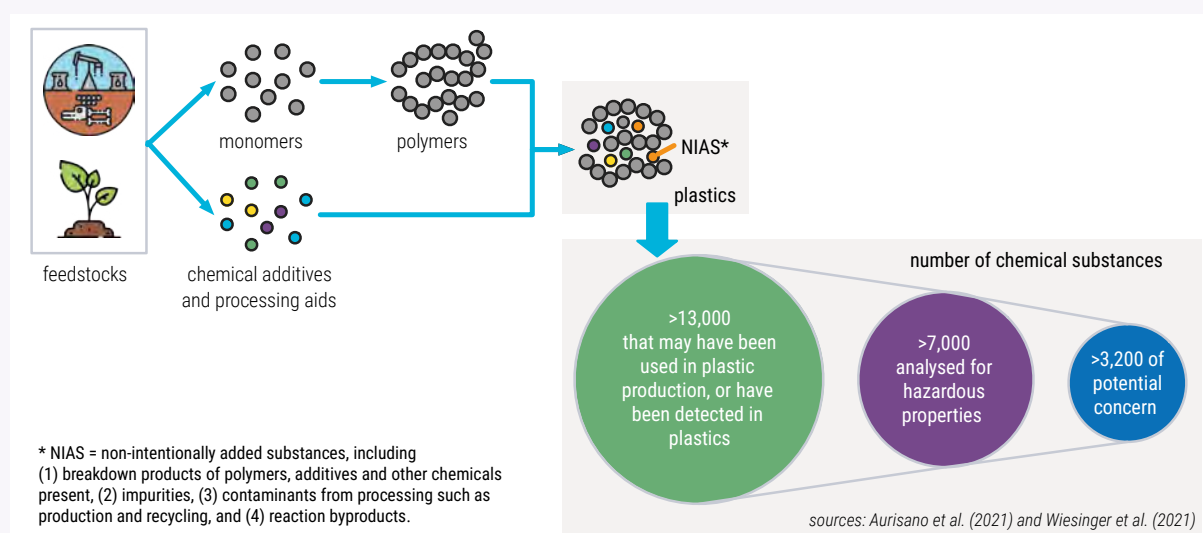 feedstocks
monomers
polymers
chemical additives
and processing aids
NIAS*
plastics
number of chemical substances
>13,000
that may have been
used in plastic
production, or have
been detected in
plastics
>7,000
analysed for
hazardous
properties
>3,200 of
potential
concern
* NIAS = non-intentionally added substances, including
(1) breakdown products of polymers, additives and other chemicals
present, (2) impurities, (3) contaminants from processing such as
production and recycling, and (4) reaction byproducts.
sources: Aurisano et al. (2021) and Wiesinger et al. (2021)